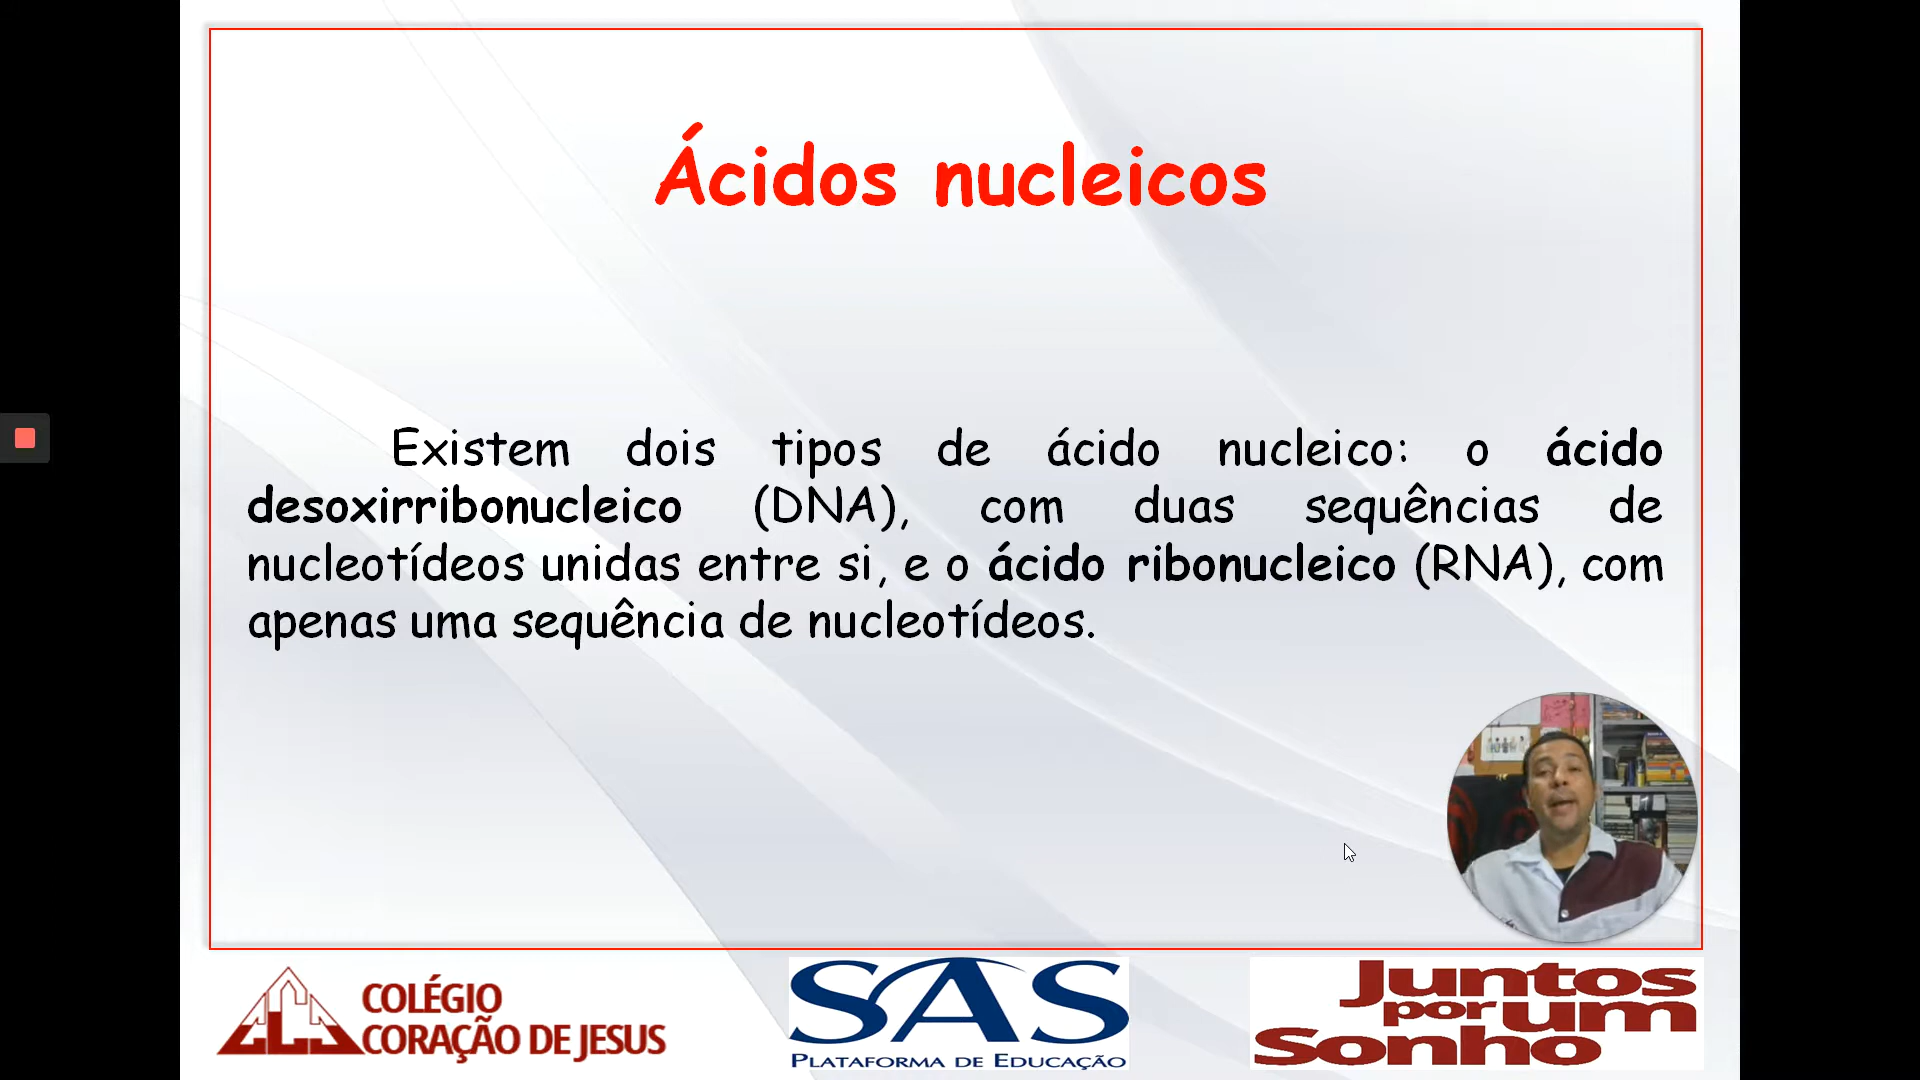 Ácidos nucleicos
Existem dois tipos de ácido nucleico: o ácido
desoxirribonucleico (DNA), com duas sequências de
nucleotídeos unidas entre si, e o ácido ribonucleico (RNA), com
apenas uma sequência de nucleotídeos.
COLÉGIO
CORAÇÃO DE JESUS
SAS
PLATAFORMA DE EDUCAÇÃO
Juntos
por um
Sonho